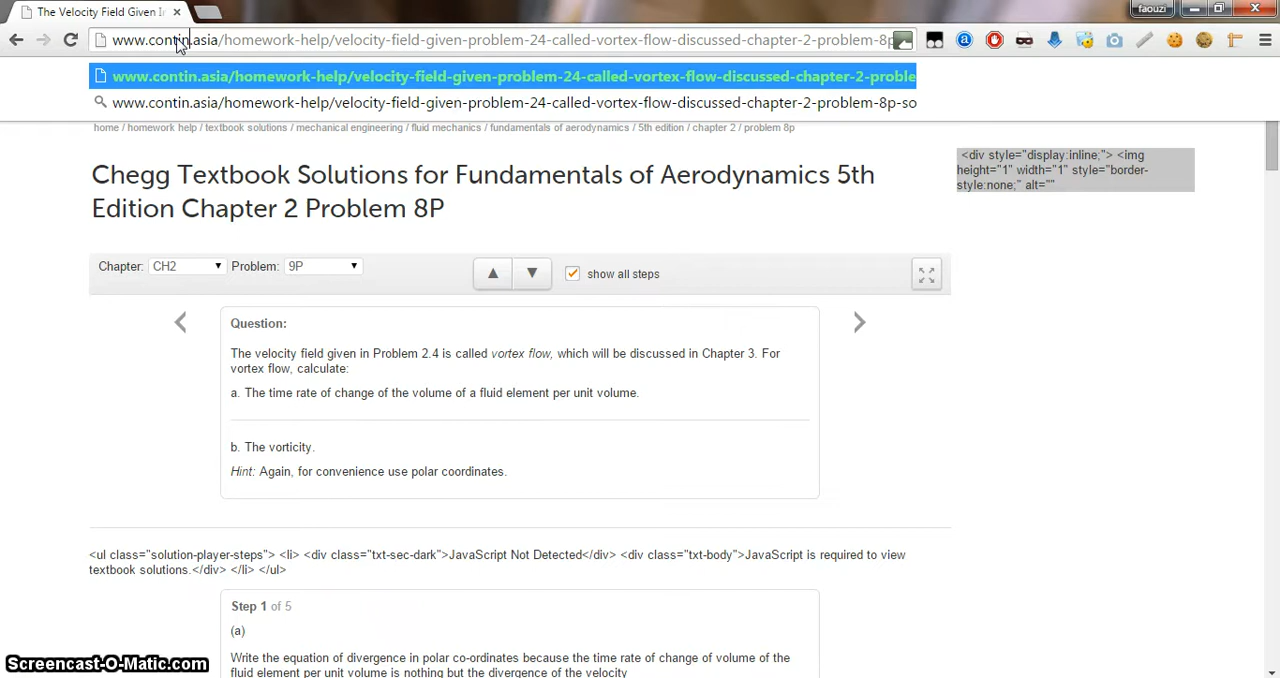 The Velocity Field Given I
faouzi
www.contin.asia/homework-help/velocity-field-given-problem-24-called-vortex-flow-discussed-chapter-2-problem-8p
www.contin.asia/homework-help/velocity-field-given-problem-24-called-vortex-flow-discussed-chapter-2-proble
www.contin.asia/homework-help/velocity-field-given-problem-24-called-vortex-flow-discussed-chapter-2-problem-8p-so
home / homework help / textbook solutions / mechanical engineering / fluid mechanics / fundamentals of aerodynamics / 5th edition / chapter 2 / problem 8p
Chegg Textbook Solutions for Fundamentals of Aerodynamics 5th
Edition Chapter 2 Problem 8P
<div style="display:inline;"> <img
height="1" width="1" style="border-
style:none;" alt=""
Chapter: CH2 Problem: 9P show all steps
Question:
The velocity field given in Problem 2.4 is called vortex flow, which will be discussed in Chapter 3. For
vortex flow, calculate:
a. The time rate of change of the volume of a fluid element per unit volume.
b. The vorticity.
Hint: Again, for convenience use polar coordinates.
<ul class="solution-player-steps"> <li> <div class="txt-sec-dark">JavaScript Not Detected</div> <div class="txt-body">JavaScript is required to view
textbook solutions.</div> </li> </ul>
Step 1 of 5
(a)
Write the equation of divergence in polar co-ordinates because the time rate of change of volume of the
fluid element per unit volume is nothing but the divergence of the velocity
Screencast-O-Matic.com